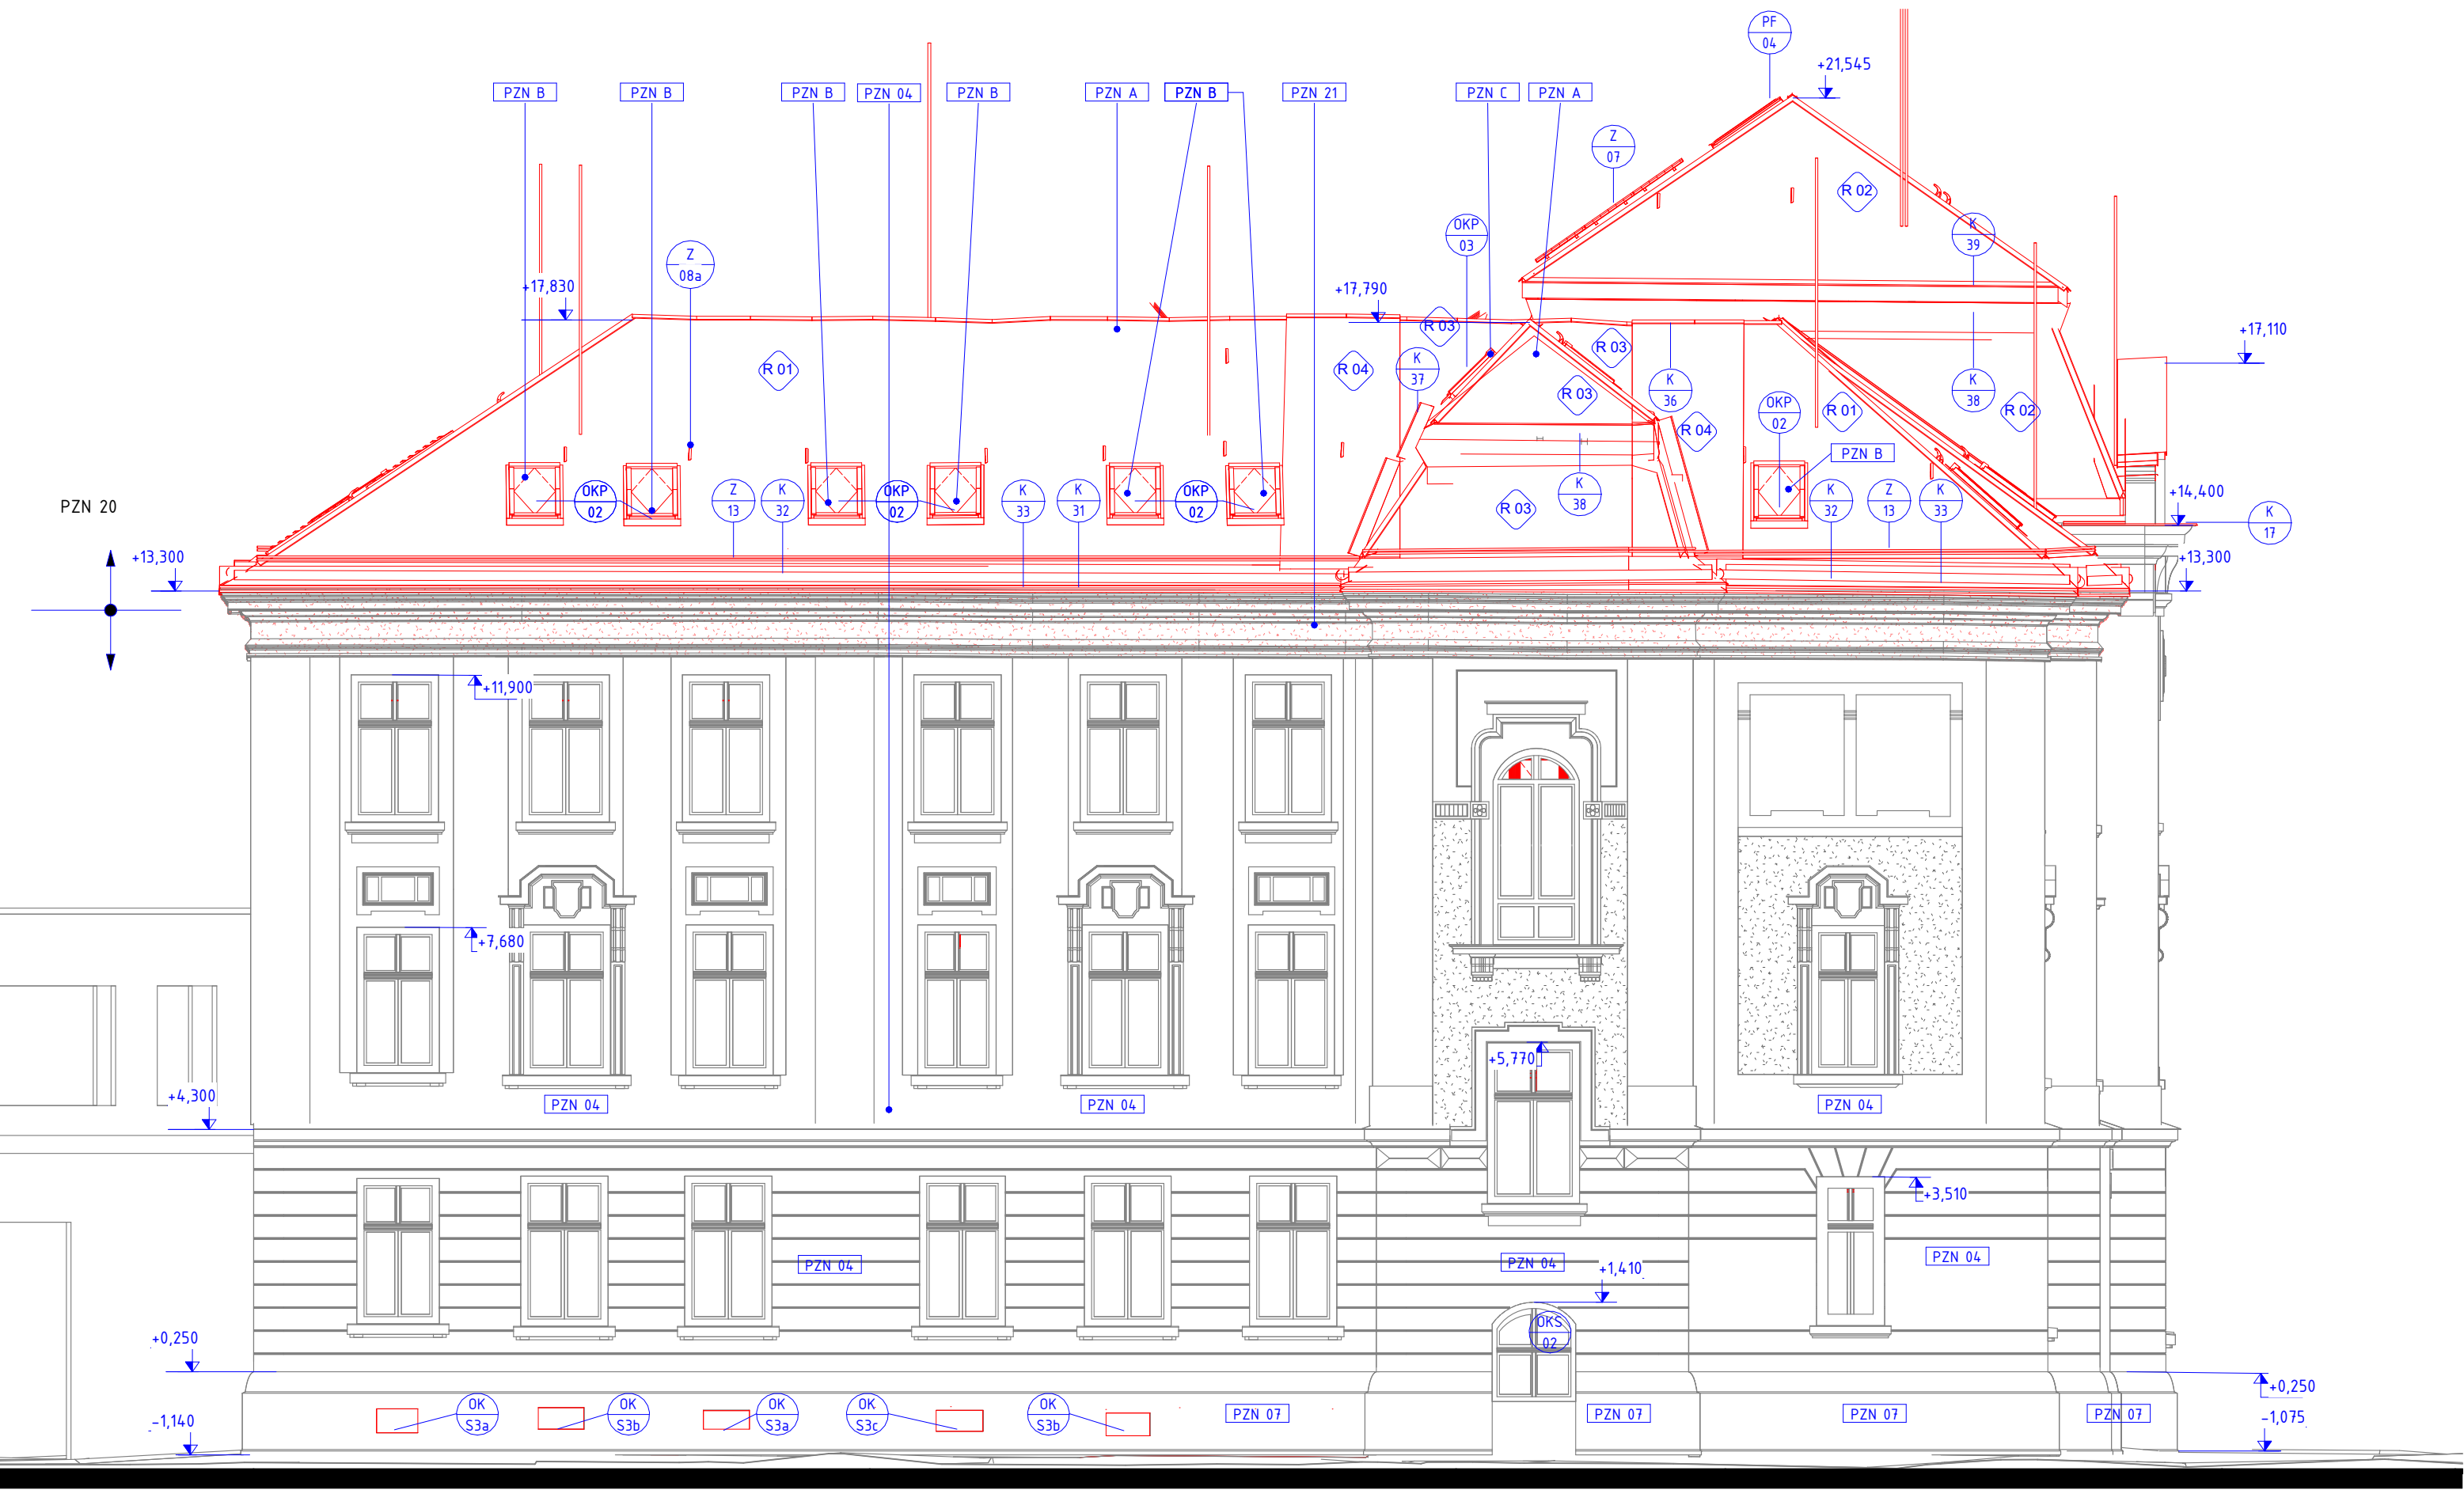 PF
04
+21,545
PZN B
PZN B
PZN B
PZN 04
PZN B
PZN A
PZN B
PZN 21
PZN C
PZN A
Z
07
R 02
OKP
03
K
39
Z
08a
+17,830
+17,790
R 03
R 03
+17,110
R 01
R 04
K
37
R 03
K
36
K
38
OKP
02
R 01
R 02
R 04
PZN B
OKP
02
OKP
02
OKP
02
Z
13
K
32
K
33
K
31
R 03
K
38
K
32
Z
13
K
33
+14,400
K
17
PZN 20
+13,300
+13,300
+11,900
+7,680
+5,770
+4,300
PZN 04
PZN 04
PZN 04
+3,510
PZN 04
PZN 04
PZN 04
+1,410
OKS
02
+0,250
+0,250
OK
S3a
OK
S3b
OK
S3a
OK
S3c
OK
S3b
PZN 07
PZN 07
PZN 07
PZN 07
-1,140
-1,075